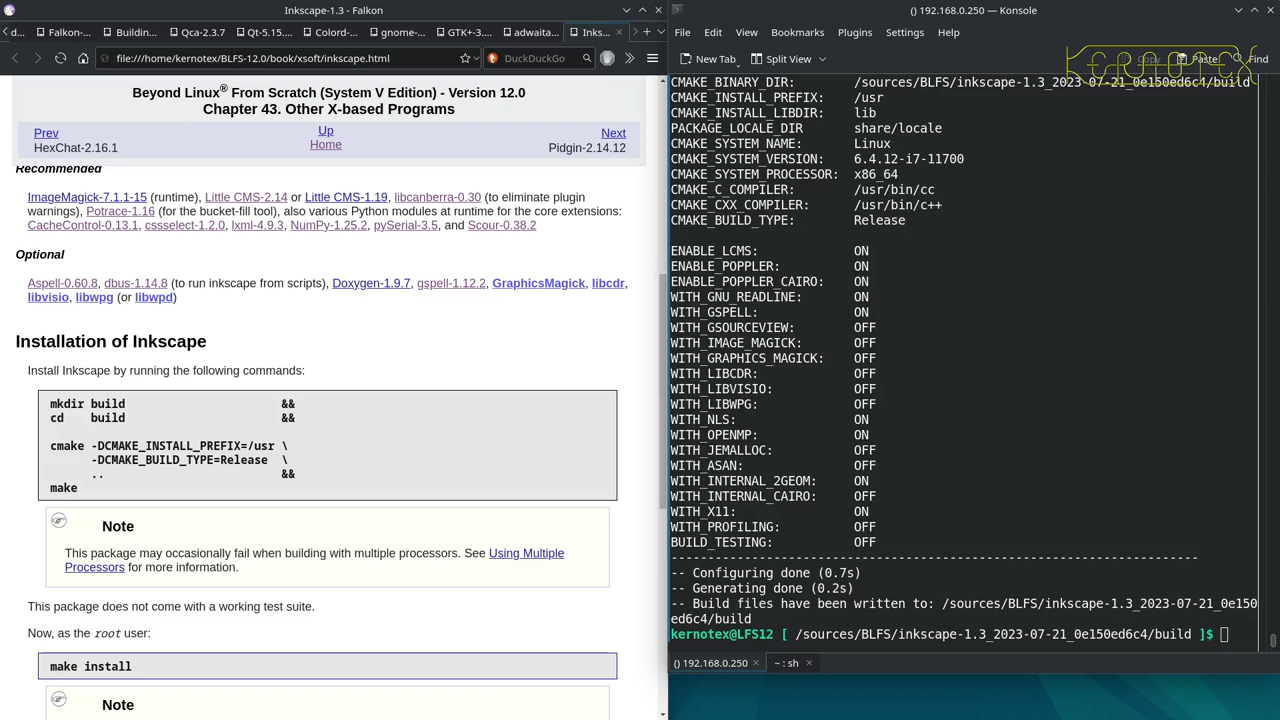 Inkscape-1.3 - Falkon
d...
Falkon-...
Buildin...
Qca-2.3.7
Qt-5.15....
Colord-...
gnome-...
GTK+-3....
adwaita...
Inks...
file:///home/kernotex/BLFS-12.0/book/xsoft/inkscape.html
DuckDuckGo
Beyond Linux® From Scratch (System V Edition) - Version 12.0
Chapter 43. Other X-based Programs
Prev
Up
Next
HexChat-2.16.1
Home
Pidgin-2.14.12
Recommended
ImageMagick-7.1.1-15 (runtime), Little CMS-2.14 or Little CMS-1.19, libcanberra-0.30 (to eliminate plugin
warnings), Potrace-1.16 (for the bucket-fill tool), also various Python modules at runtime for the core extensions:
CacheControl-0.13.1, cssselect-1.2.0, lxml-4.9.3, NumPy-1.25.2, pySerial-3.5, and Scour-0.38.2
Optional
Aspell-0.60.8, dbus-1.14.8 (to run inkscape from scripts), Doxygen-1.9.7, gspell-1.12.2, GraphicsMagick, libcdr,
libvisio, libwpg (or libwpd)
Installation of Inkscape
Install Inkscape by running the following commands:
mkdir build &&
cd build &&
cmake -DCMAKE_INSTALL_PREFIX=/usr \
-DCMAKE_BUILD_TYPE=Release \
.. &&
make
Note
This package may occasionally fail when building with multiple processors. See Using Multiple
Processors for more information.
This package does not come with a working test suite.
Now, as the root user:
make install
Note
() 192.168.0.250 — Konsole
File Edit View Bookmarks Plugins Settings Help
New Tab
Split View
Copy
Paste
Find
kernotex
CMAKE_BINARY_DIR: /sources/BLFS/inkscape-1.3_2023-07-21_0e150ed6c4/build
CMAKE_INSTALL_PREFIX: /usr
CMAKE_INSTALL_LIBDIR: lib
PACKAGE_LOCALE_DIR share/locale
CMAKE_SYSTEM_NAME: Linux
CMAKE_SYSTEM_VERSION: 6.4.12-i7-11700
CMAKE_SYSTEM_PROCESSOR: x86_64
CMAKE_C_COMPILER: /usr/bin/cc
CMAKE_CXX_COMPILER: /usr/bin/c++
CMAKE_BUILD_TYPE: Release
ENABLE_LCMS: ON
ENABLE_POPPLER: ON
ENABLE_POPPLER_CAIRO: ON
WITH_GNU_READLINE: ON
WITH_GSPELL: ON
WITH_GSOURCEVIEW: OFF
WITH_IMAGE_MAGICK: OFF
WITH_GRAPHICS_MAGICK: OFF
WITH_LIBCDR: OFF
WITH_LIBVISIO: OFF
WITH_LIBWPG: OFF
WITH_NLS: ON
WITH_OPENMP: ON
WITH_JEMALLOC: OFF
WITH_ASAN: OFF
WITH_INTERNAL_2GEOM: ON
WITH_INTERNAL_CAIRO: OFF
WITH_X11: ON
WITH_PROFILING: OFF
BUILD_TESTING: OFF
------------------------------------------------------------------------
-- Configuring done (0.7s)
-- Generating done (0.2s)
-- Build files have been written to: /sources/BLFS/inkscape-1.3_2023-07-21_0e150
ed6c4/build
kernotex@LFS12 [ /sources/BLFS/inkscape-1.3_2023-07-21_0e150ed6c4/build ]$
() 192.168.0.250
~ : sh